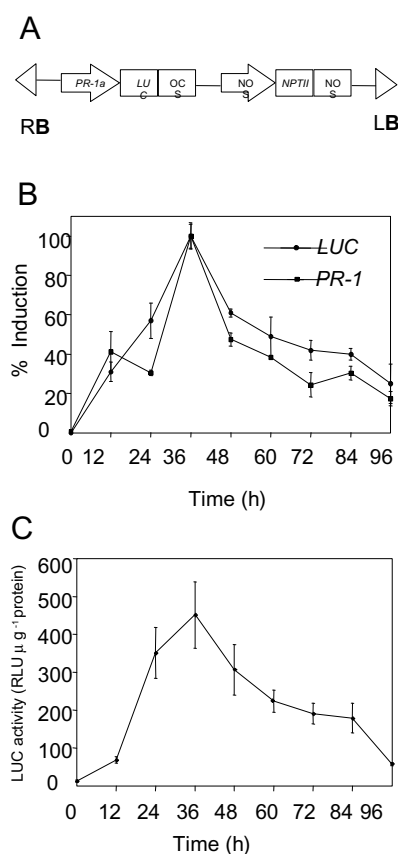 A
PR-1a LU OC NO NPTII NO
C S S S
RB LB
B
100
80
60
40
20
0
% Induction
LUC
PR-1
0 12 24 36 48 60 72 84 96
Time (h)
C
600
500
400
300
200
100
0
LUC activity (RLU μ g⁻¹ protein)
0 12 24 36 48 60 72 84 96
Time (h)